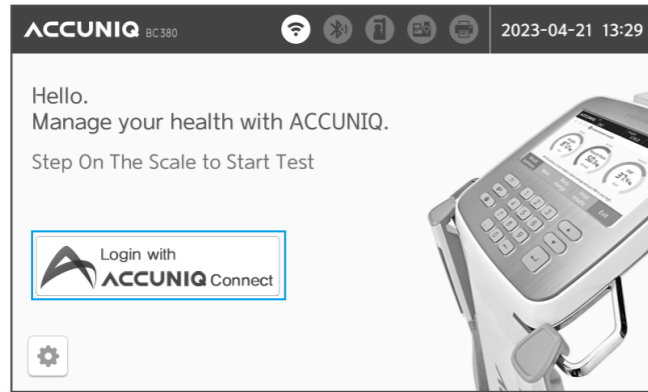 ACCUNIQ BC380
2023-04-21 13:29
Hello.
Manage your health with ACCUNIQ.
Step On The Scale to Start Test
Login with
ACCUNIQ Connect
Exit